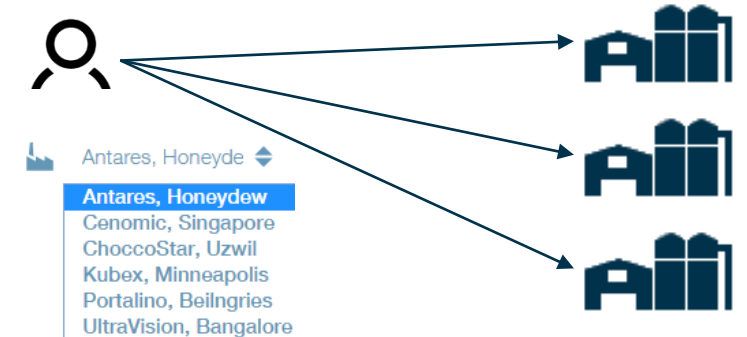 Antares, Honeyde
Antares, Honeydew
Cenomic, Singapore
ChoccoStar, Uzwil
Kubex, Minneapolis
Portalino, Beilngries
UltraVision, Bangalore